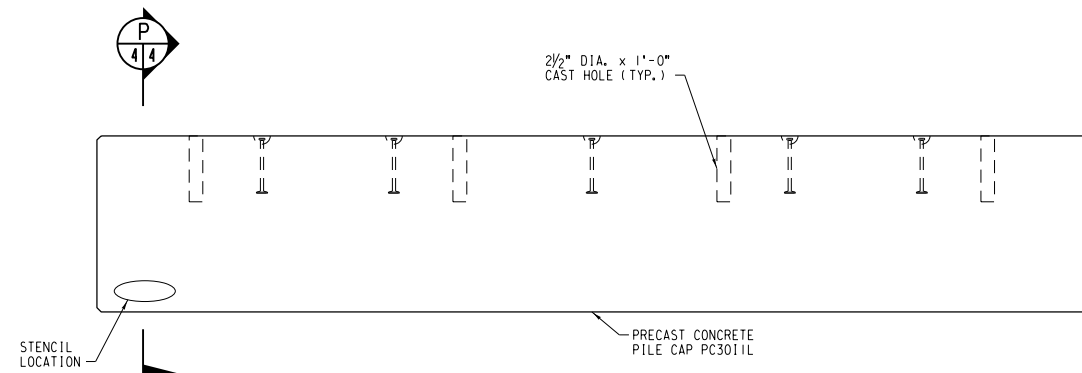 P
4 4
2½" DIA. x 1'-0"
CAST HOLE (TYP.)
STENCIL
LOCATION
PRECAST CONCRETE
PILE CAP PC3011L